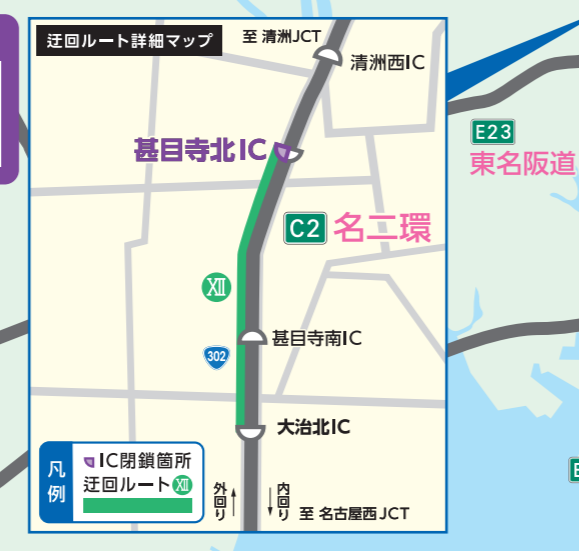 迂回ルート詳細マップ
至 清洲JCT
清洲西IC
甚目寺北IC
C2 名二環
XII
甚目寺南IC
302
大治北IC
凡例
IC閉鎖箇所
迂回ルート XII
外回り
内回り
至 名古屋西JCT
E23
東名阪道